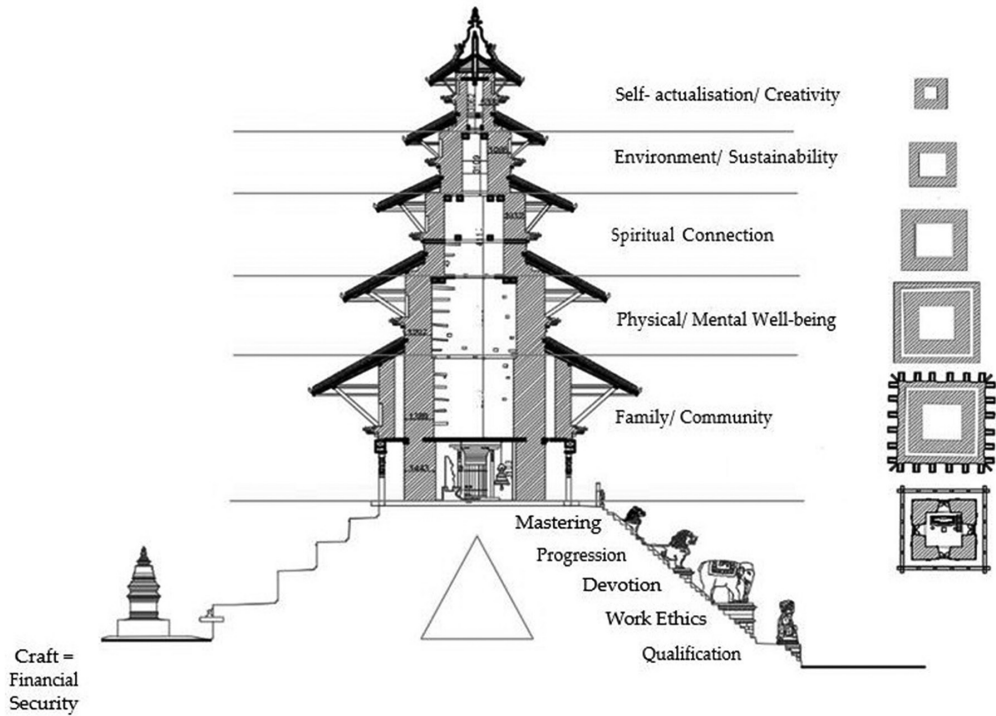 Self- actualisation/ Creativity
Environment/ Sustainability
Spiritual Connection
Physical/ Mental Well-being
Family/ Community
Mastering
Progression
Devotion
Work Ethics
Qualification
Craft =
Financial
Security